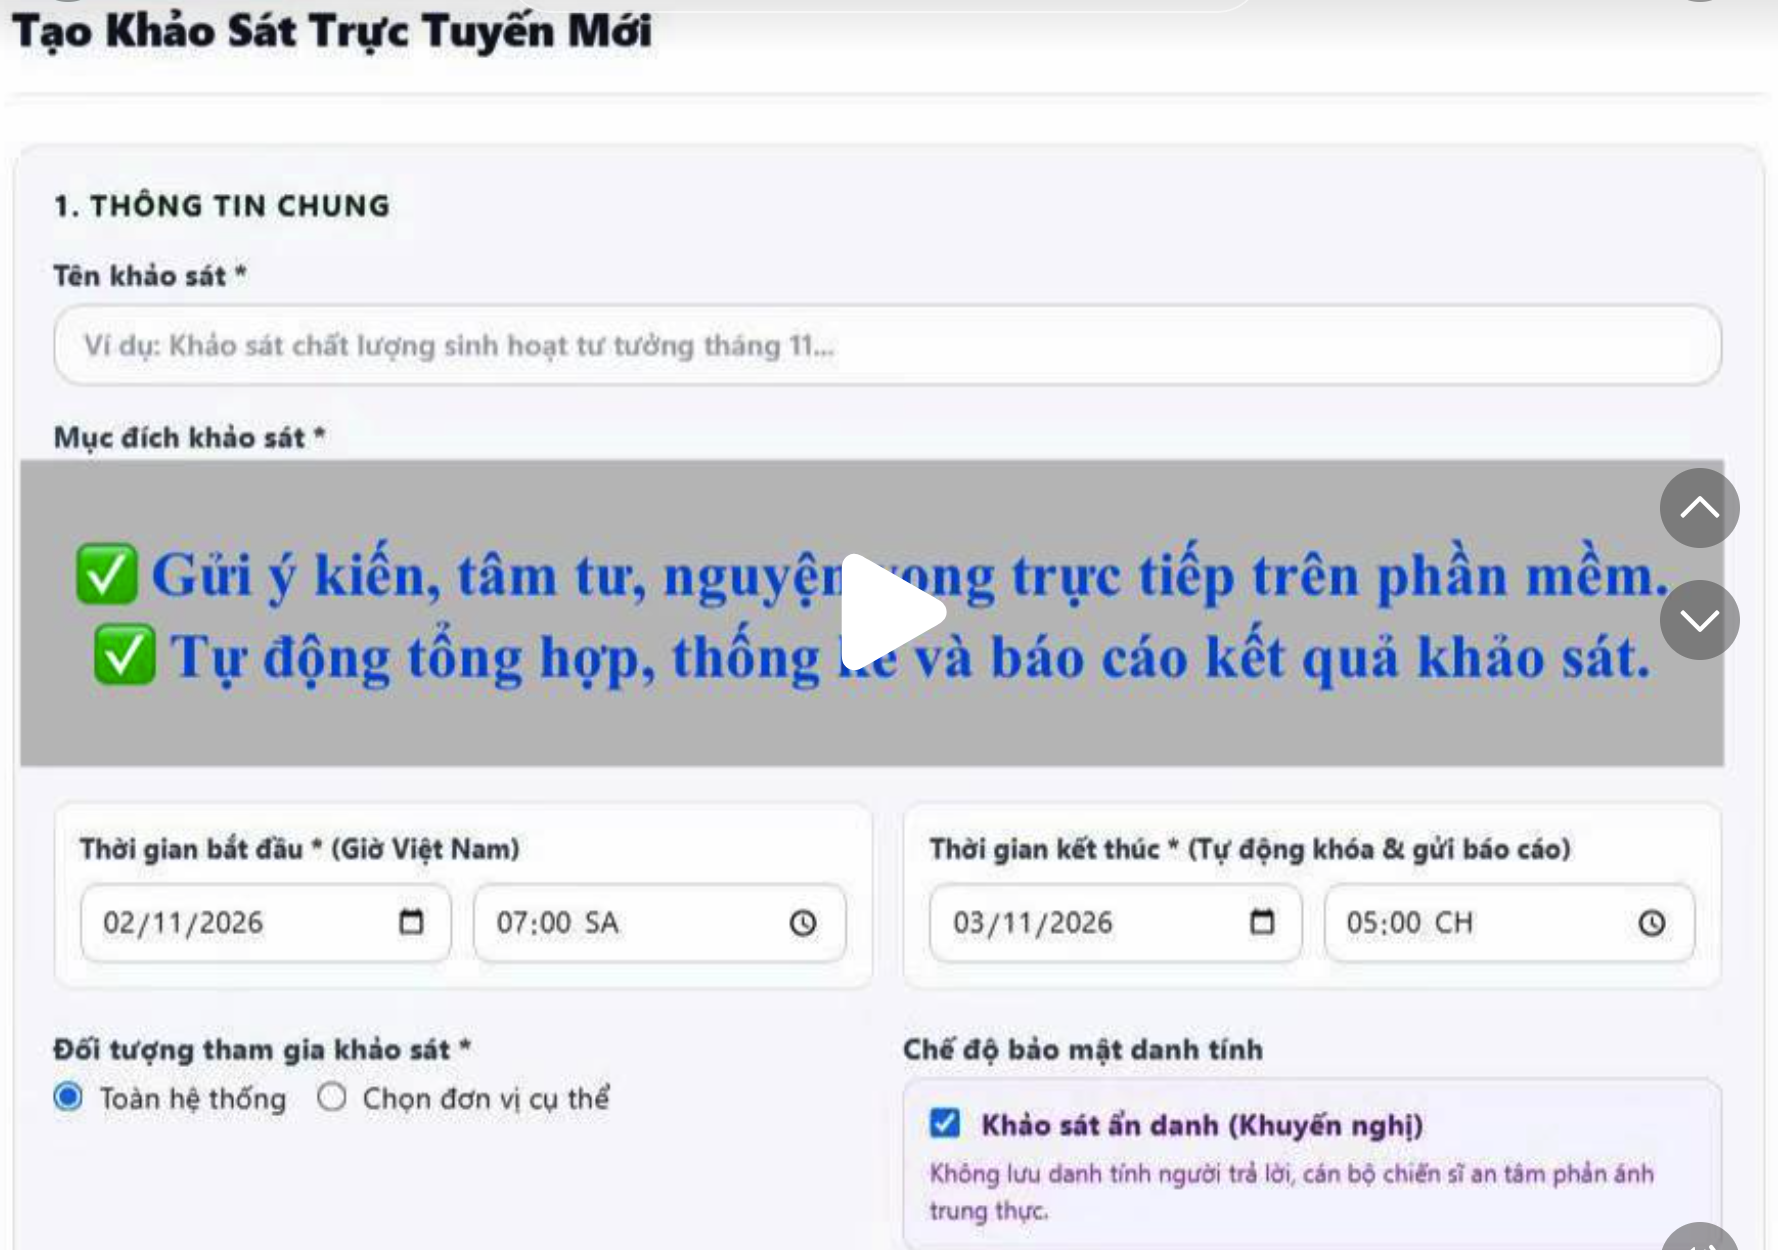 Tạo Khảo Sát Trực Tuyến Mới
1. THÔNG TIN CHUNG
Tên khảo sát *
Ví dụ: Khảo sát chất lượng sinh hoạt tư tưởng tháng 11...
Mục đích khảo sát *
✅ Gửi ý kiến, tâm tư, nguyện vọng trực tiếp trên phần mềm.
✅ Tự động tổng hợp, thống kê và báo cáo kết quả khảo sát.
Thời gian bắt đầu * (Giờ Việt Nam)
02/11/2026 07:00 SA
Thời gian kết thúc * (Tự động khóa & gửi báo cáo)
03/11/2026 05:00 CH
Đối tượng tham gia khảo sát *
Toàn hệ thống Chọn đơn vị cụ thể
Chế độ bảo mật danh tính
Khảo sát ẩn danh (Khuyến nghị)
Không lưu danh tính người trả lời, cán bộ chiến sĩ an tâm phản ánh
trung thực.